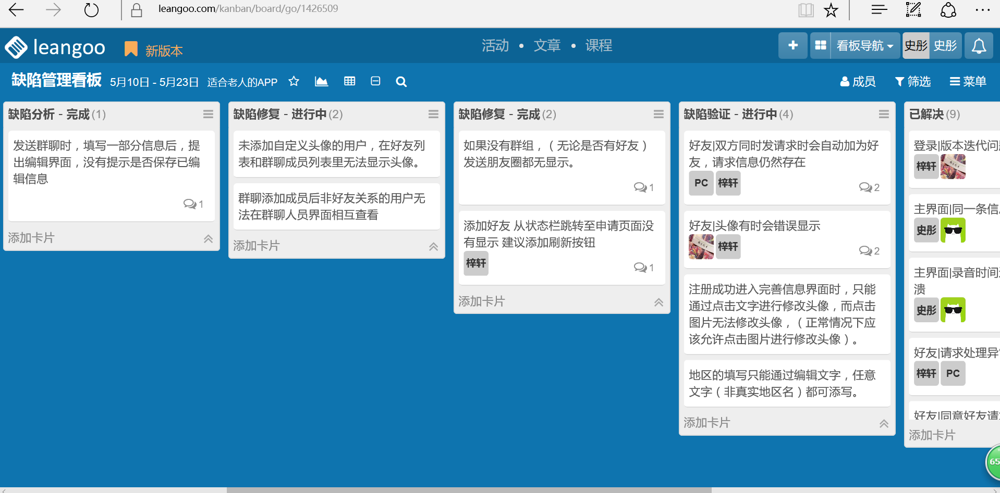 leangoo.com/kanban/board/go/1426509
leangoo 新版本 活动 • 文章 • 课程 看板导航 史彤 史彤
缺陷管理看板 5月10日 - 5月23日 适合老人的APP 成员 筛选 菜单
缺陷分析 - 完成(1)
发送群聊时，填写一部分信息后，提
出编辑界面，没有提示是否保存已编
辑信息
1
添加卡片
缺陷修复 - 进行中(2)
未添加自定义头像的用户，在好友列
表和群聊成员列表里无法显示头像。
群聊添加成员后非好友关系的用户无
法在群聊人员界面相互查看
添加卡片
缺陷修复 - 完成(2)
如果没有群组，（无论是否有好友）
发送朋友圈都无显示。
1
添加好友 从状态栏跳转至申请页面没
有显示 建议添加刷新按钮
梓轩
1
添加卡片
缺陷验证 - 进行中(4)
好友|双方同时发请求时会自动加为好
友，请求信息仍然存在
PC 梓轩
2
好友|头像有时会错误显示
梓轩
2
注册成功进入完善信息界面时，只能
通过点击文字进行修改头像，而点击
图片无法修改头像，（正常情况下应
该允许点击图片进行修改头像）。
地区的填写只能通过编辑文字，任意
文字（非真实地区名）都可添写。
添加卡片
已解决(9)
登录|版本迭代问
梓轩
主界面|同一条信
史彤
主界面|录音时间
溃
史彤
好友|请求处理异
梓轩 PC
好友|同意好友请
添加卡片
65